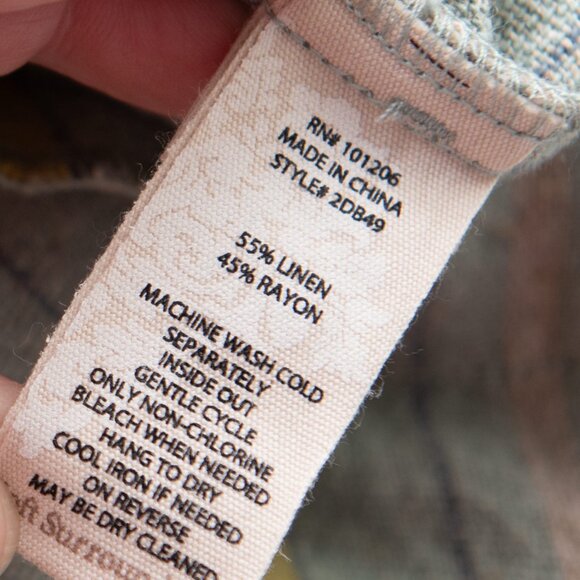 RN# 101206
MADE IN CHINA
STYLE# 2DB49
55% LINEN
45% RAYON
MACHINE WASH COLD
SEPARATELY
INSIDE OUT
GENTLE CYCLE
ONLY NON-CHLORINE
BLEACH WHEN NEEDED
HANG TO DRY
COOL IRON IF NEEDED
ON REVERSE
MAY BE DRY CLEANED